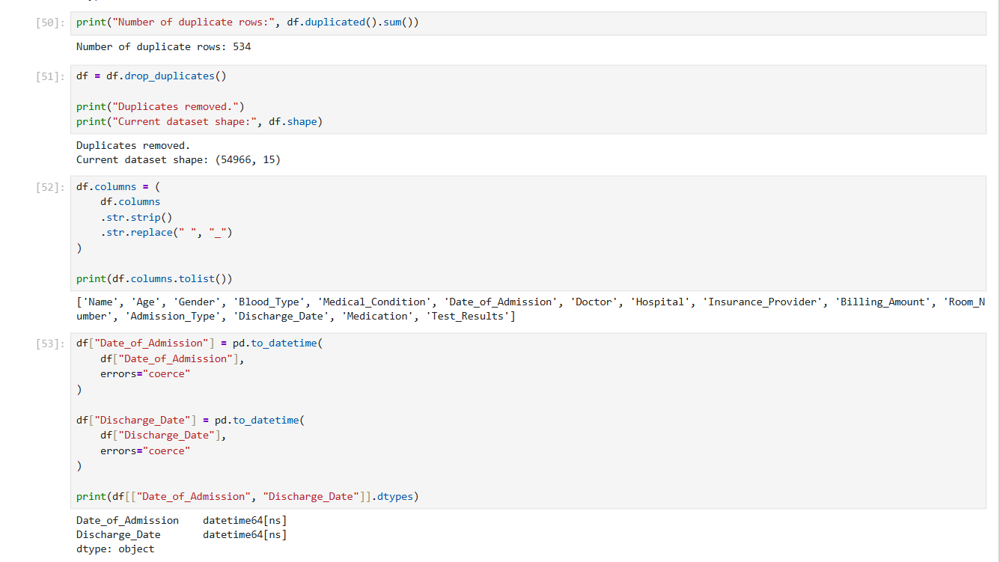 [50]: print("Number of duplicate rows:", df.duplicated().sum())
Number of duplicate rows: 534
[51]: df = df.drop_duplicates()
print("Duplicates removed.")
print("Current dataset shape:", df.shape)
Duplicates removed.
Current dataset shape: (54966, 15)
[52]: df.columns = (
    df.columns
    .str.strip()
    .str.replace(" ", "_")
)
print(df.columns.tolist())
['Name', 'Age', 'Gender', 'Blood_Type', 'Medical_Condition', 'Date_of_Admission', 'Doctor', 'Hospital', 'Insurance_Provider', 'Billing_Amount', 'Room_N
umber', 'Admission_Type', 'Discharge_Date', 'Medication', 'Test_Results']
[53]: df["Date_of_Admission"] = pd.to_datetime(
    df["Date_of_Admission"],
    errors="coerce"
)
df["Discharge_Date"] = pd.to_datetime(
    df["Discharge_Date"],
    errors="coerce"
)
print(df[["Date_of_Admission", "Discharge_Date"]].dtypes)
Date_of_Admission    datetime64[ns]
Discharge_Date       datetime64[ns]
dtype: object